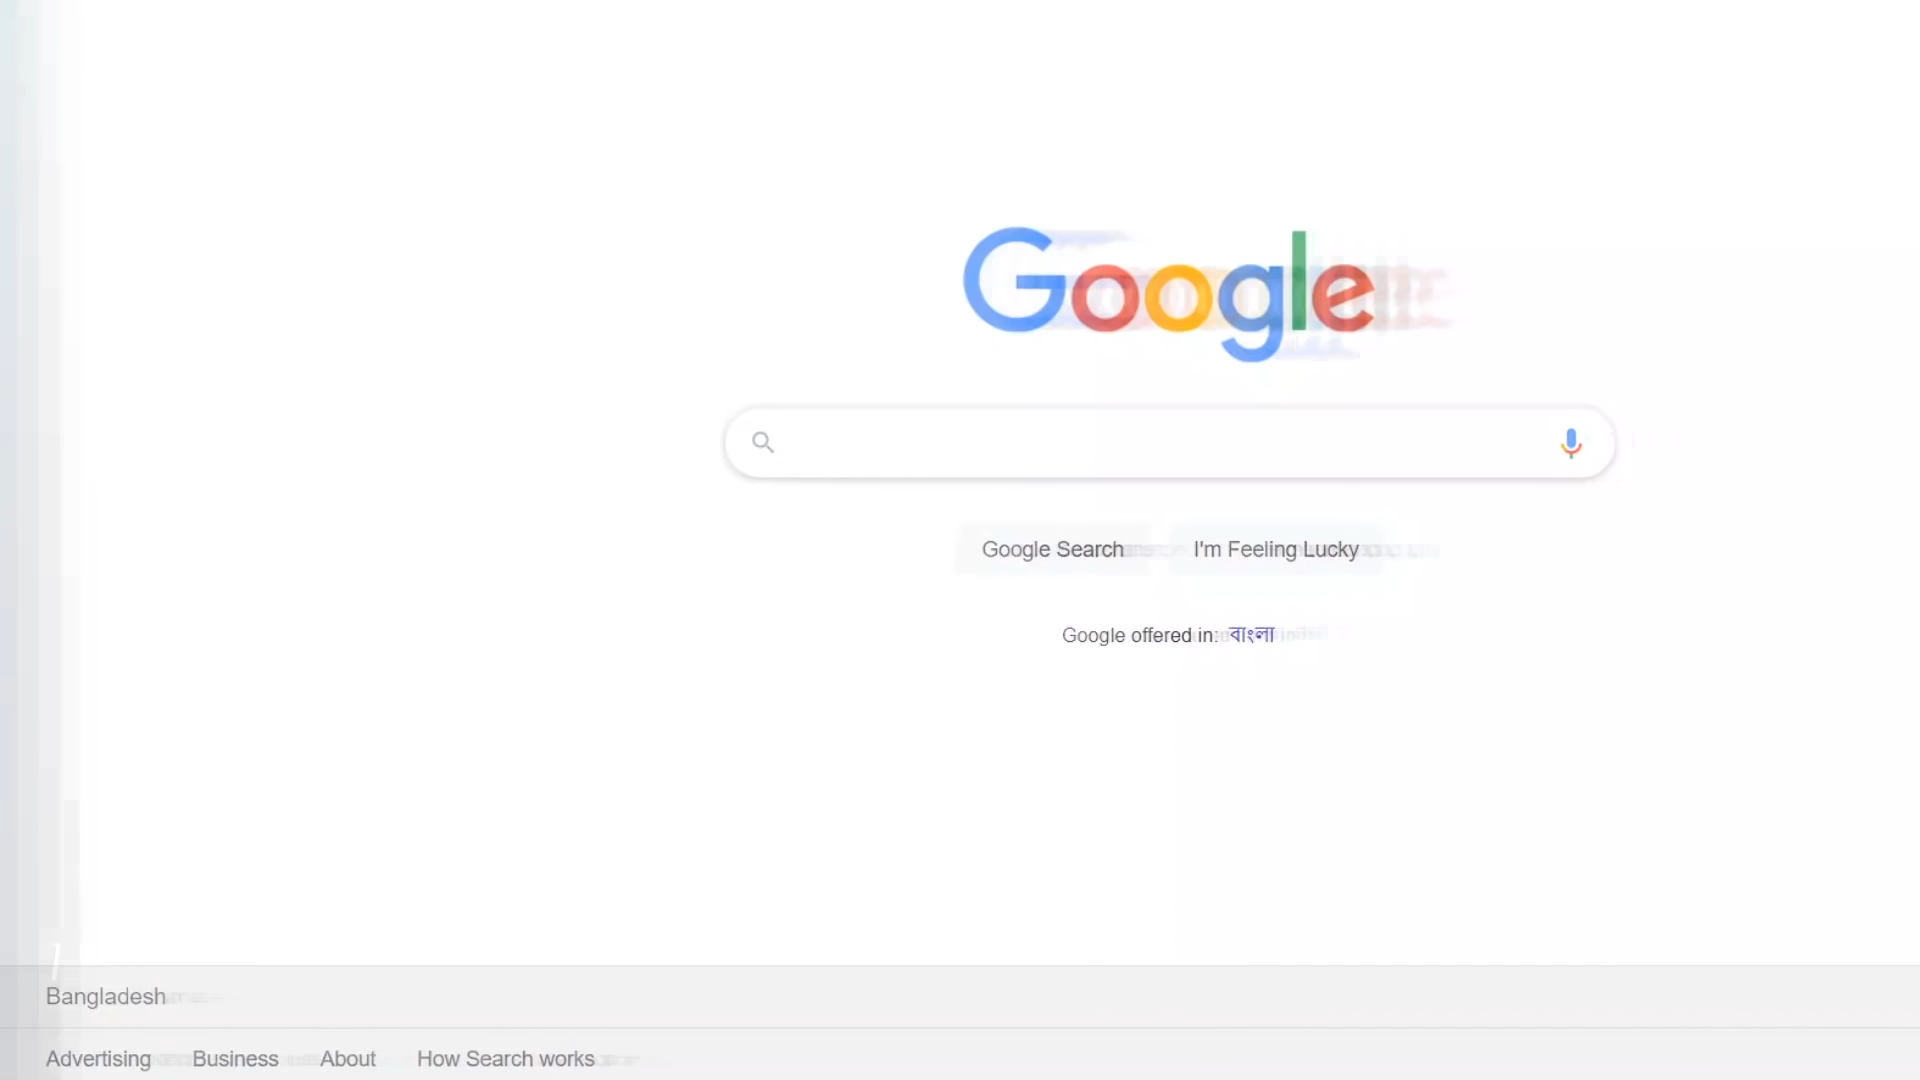 Google
Google Search I'm Feeling Lucky
Google offered in: বাংলা
Bangladesh
Advertising Business About How Search works